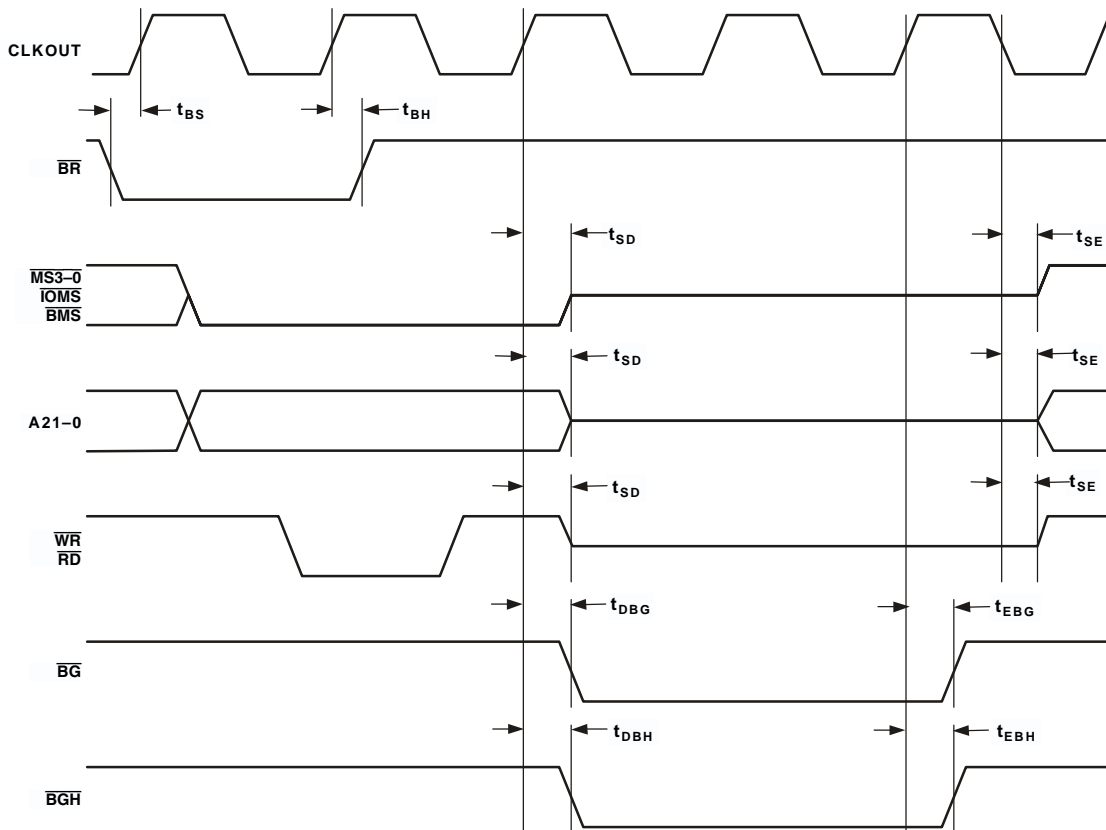 CLKOUT
tBS
tBH
BR
tSD
tSE
MS3–0
IOMS
BMS
tSD
tSE
A21–0
tSD
tSE
WR
RD
tDBG
tEBG
BG
tDBH
tEBH
BGH